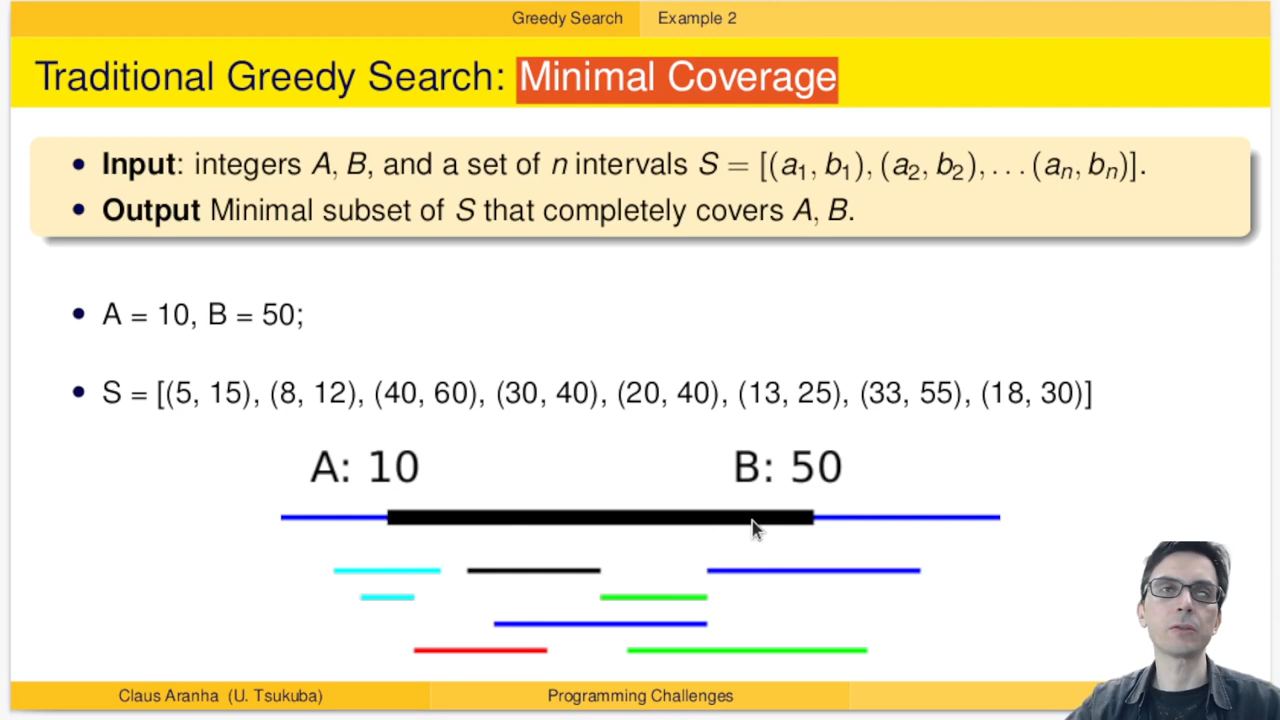 Greedy Search Example 2
Traditional Greedy Search: Minimal Coverage
• Input: integers A, B, and a set of n intervals S = [(a₁, b₁), (a₂, b₂), . . . (aₙ, bₙ)].
• Output Minimal subset of S that completely covers A, B.
• A = 10, B = 50;
• S = [(5, 15), (8, 12), (40, 60), (30, 40), (20, 40), (13, 25), (33, 55), (18, 30)]
A: 10 B: 50
Claus Aranha (U. Tsukuba) Programming Challenges